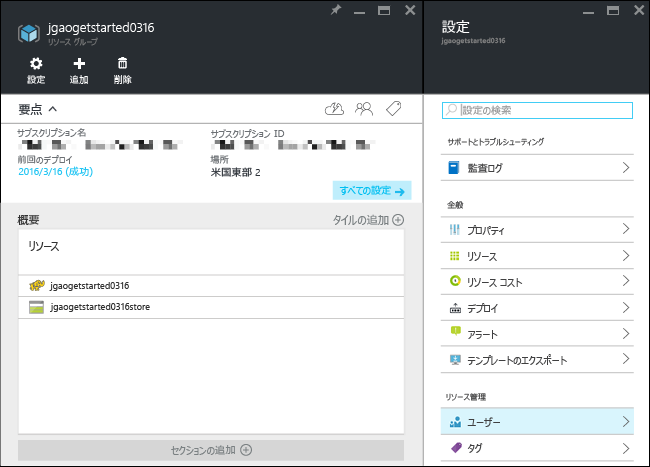 jgaogetstarted0316
リソース グループ
設定
追加
削除
要点
サブスクリプション名
サブスクリプション ID
前回のデプロイ
場所
2016/3/16 (成功)
米国東部 2
すべての設定 →
概要
タイルの追加
リソース
jgaogetstarted0316
jgaogetstarted0316store
セクションの追加
設定
jgaogetstarted0316
設定の検索
サポートとトラブルシューティング
監査ログ
全般
プロパティ
リソース
リソース コスト
デプロイ
アラート
テンプレートのエクスポート
リソース管理
ユーザー
タグ